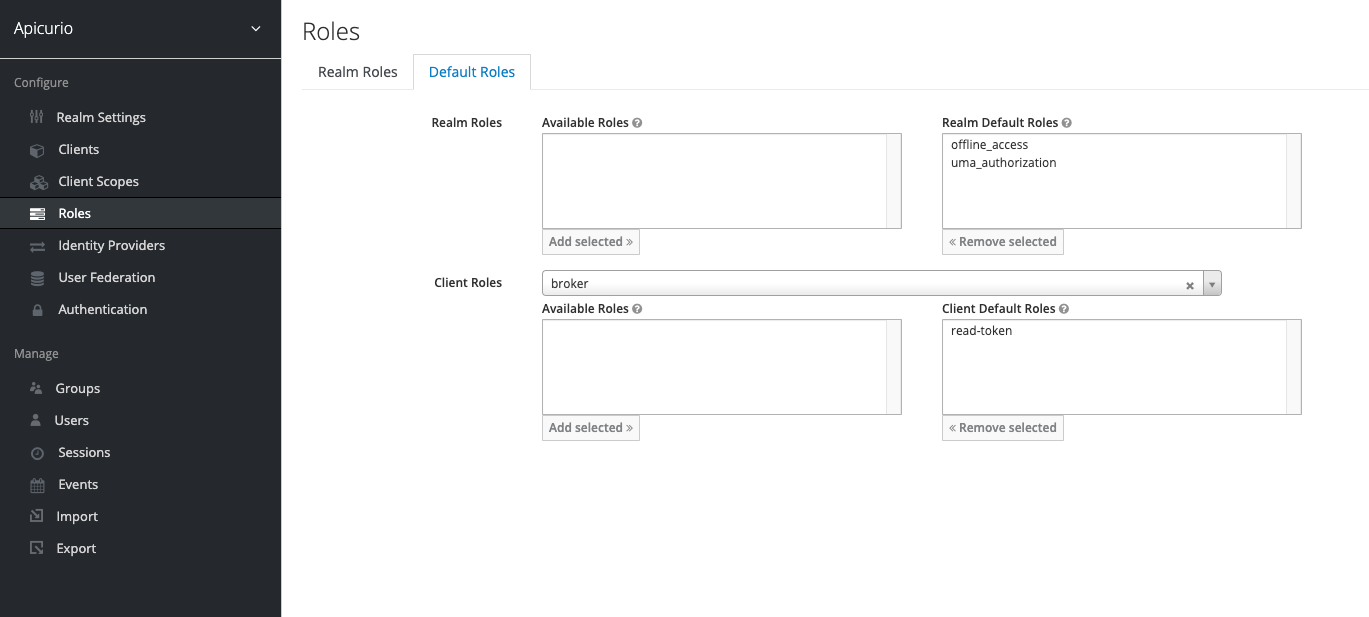 Apicurio
Configure
Realm Settings
Clients
Client Scopes
Roles
Identity Providers
User Federation
Authentication
Manage
Groups
Users
Sessions
Events
Import
Export
Roles
Realm Roles Default Roles
Realm Roles Available Roles Realm Default Roles
offline_access
uma_authorization
Add selected » « Remove selected
Client Roles broker
Available Roles Client Default Roles
read-token
Add selected » « Remove selected